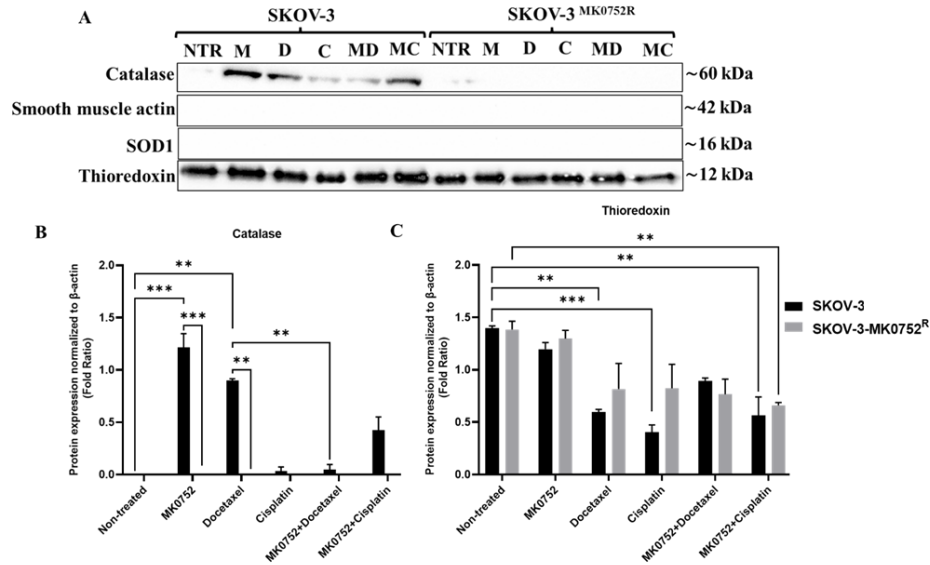 A
SKOV-3
SKOV-3 MK0752R
NTR M D C MD MC NTR M D C MD MC
Catalase ~60 kDa
Smooth muscle actin ~42 kDa
SOD1 ~16 kDa
Thioredoxin ~12 kDa
B
Catalase
Protein expression normalized to β-actin
(Fold Ratio)
2.0
1.5
1.0
0.5
0.0
**
***
***
**
**
Non-treated
MK0752
Docetaxel
Cisplatin
MK0752+Docetaxel
MK0752+Cisplatin
C
Thioredoxin
Protein expression normalized to β-actin
(Fold Ratio)
2.0
1.5
1.0
0.5
0.0
**
**
**
***
Non-treated
MK0752
Docetaxel
Cisplatin
MK0752+Docetaxel
MK0752+Cisplatin
SKOV-3
SKOV-3-MK0752R